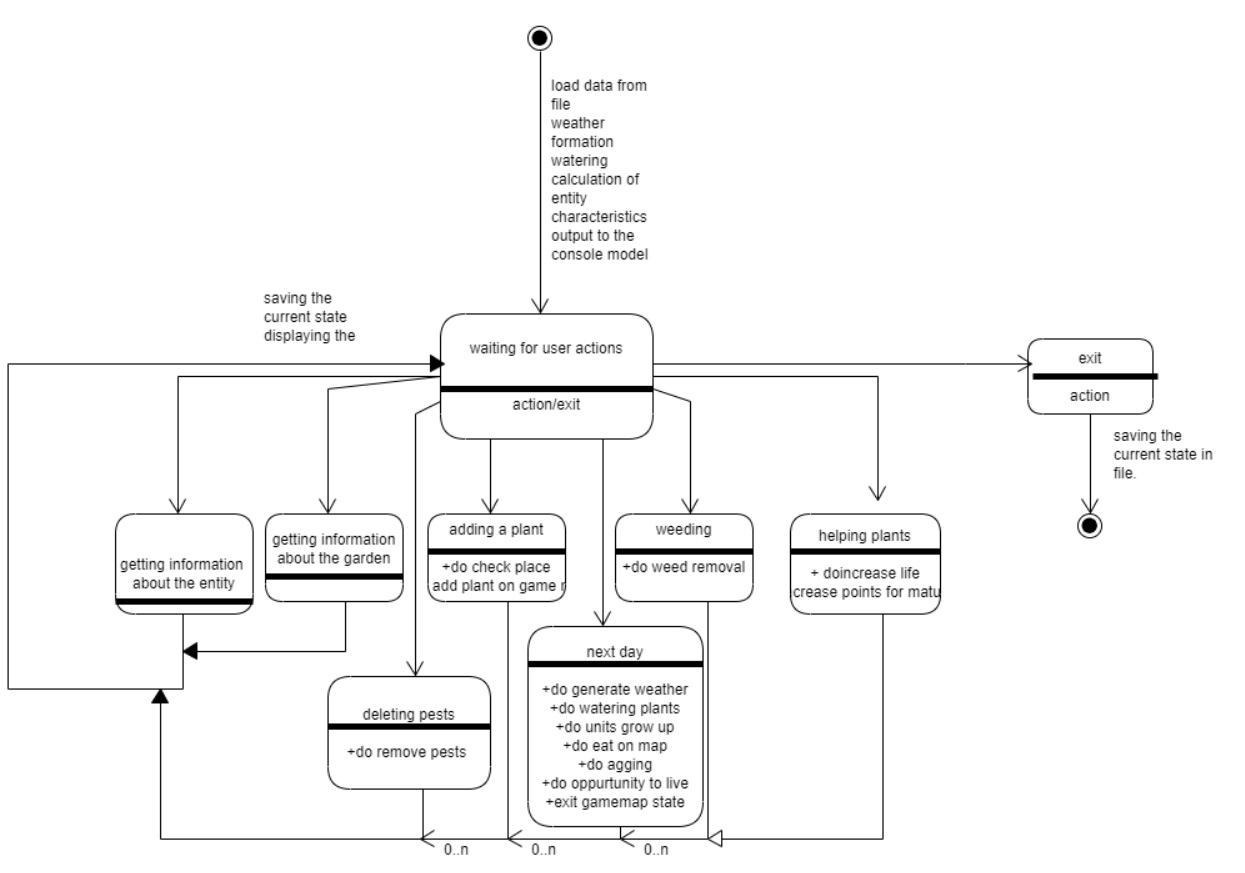 load data from
file
weather
formation
watering
calculation of
entity
characteristics
output to the
console model
saving the
current state
displaying the
waiting for user actions
action/exit
exit
action
saving the
current state in
file.
getting information
about the entity
getting information
about the garden
adding a plant
+do check place
add plant on game r
weeding
+do weed removal
helping plants
+ doincrease life
crease points for matu
deleting pests
+do remove pests
next day
+do generate weather
+do watering plants
+do units grow up
+do eat on map
+do agging
+do oppurtunity to live
+exit gamemap state
0..n
0..n
0..n